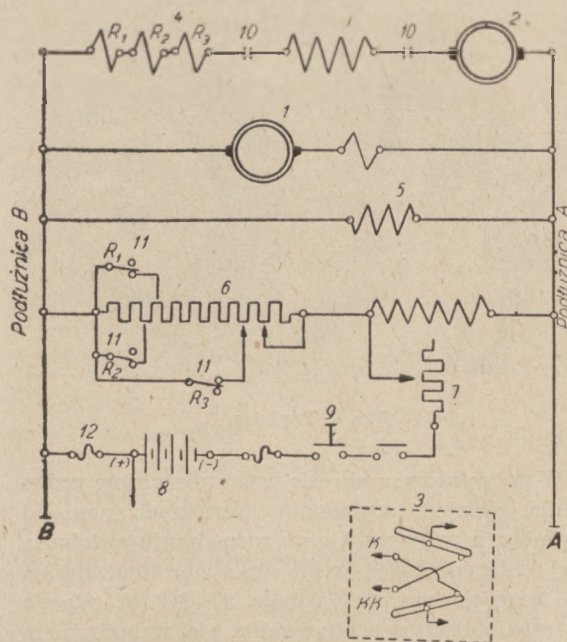 4
R1 R2 R3 10 10 2
1
5
Podłużnica B
Podłużnica A
R1 11
6
11
R2
11
R3
7
9
12
(+) (-)
8
3
K
KK
B
A